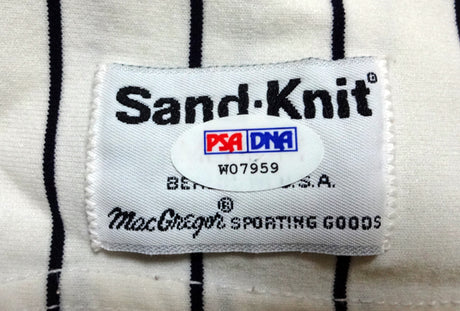 Sand·Knit®
PSA DNA
W07959
U.S.A.
MacGregor® SPORTING GOODS